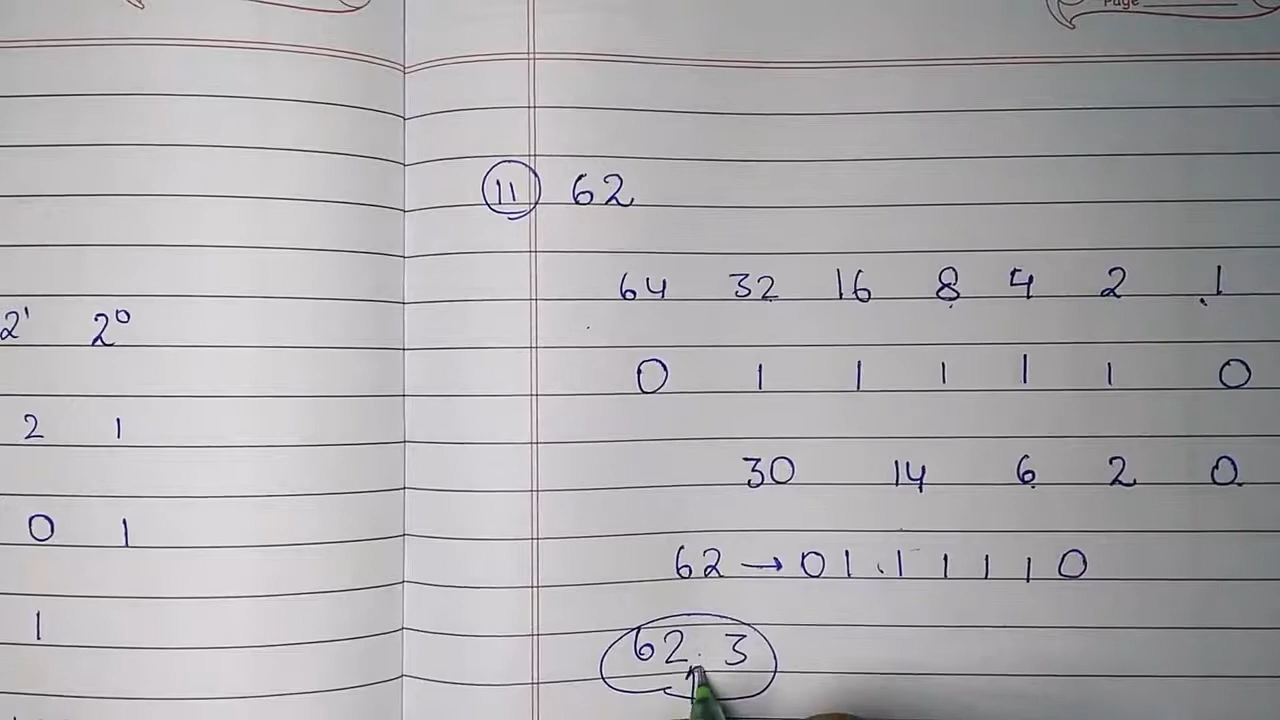 Page
2¹ 2⁰
2 1
0 1
1
11 62
64 32 16 8 4 2 1
0 1 1 1 1 1 0
30 14 6 2 0
62 → 0 1 1 1 1 1 0
62.3